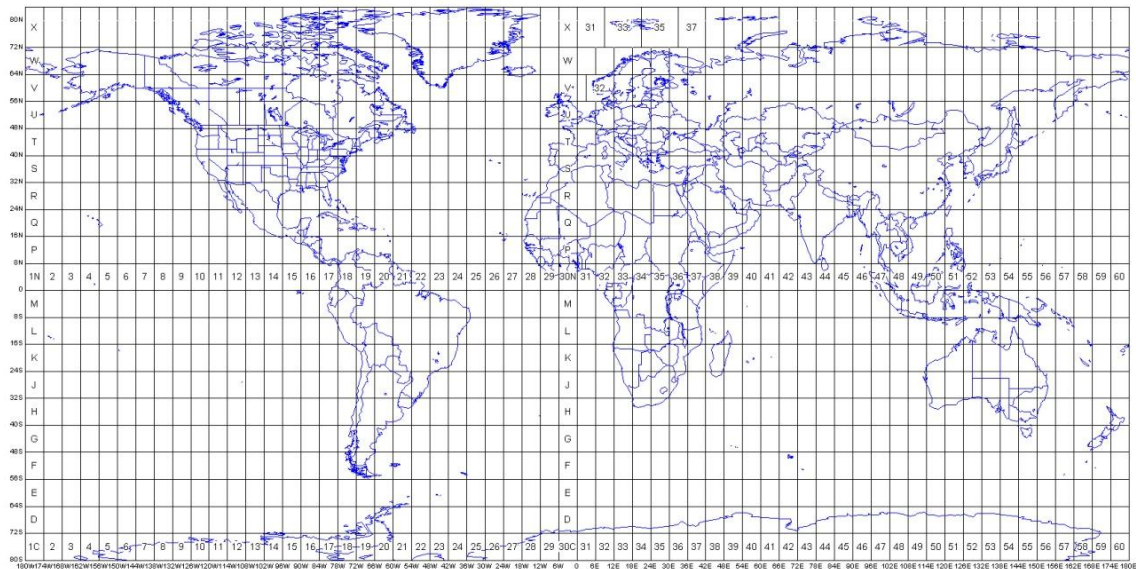 80N X X 31 33 35 37
72N
W W
64N
V V 32
56N
U U
48N
T T
40N
S S
32N
R R
24N
Q Q
16N
P P
8N
1N 2 3 4 5 6 7 8 9 10 11 12 13 14 15 16 17 18 19 20 21 22 23 24 25 26 27 28 29 30N 31 32 33 34 35 36 37 38 39 40 41 42 43 44 45 46 47 48 49 50 51 52 53 54 55 56 57 58 59 60
0
M M
8S
L L
16S
K K
24S
J J
32S
H H
40S
G G
48S
F F
56S
E E
64S
D D
72S
1C 2 3 4 5 6 7 8 9 10 11 12 13 14 15 16 17 18 19 20 21 22 23 24 25 26 27 28 29 30C 31 32 33 34 35 36 37 38 39 40 41 42 43 44 45 46 47 48 49 50 51 52 53 54 55 56 57 58 59 60
80S
180W 174W 168W 162W 156W 150W 144W 138W 132W 126W 120W 114W 108W 102W 96W 90W 84W 78W 72W 66W 60W 54W 48W 42W 36W 30W 24W 18W 12W 6W 0 6E 12E 18E 24E 30E 36E 42E 48E 54E 60E 66E 72E 78E 84E 90E 96E 102E 108E 114E 120E 126E 132E 138E 144E 150E 156E 162E 168E 174E 180E